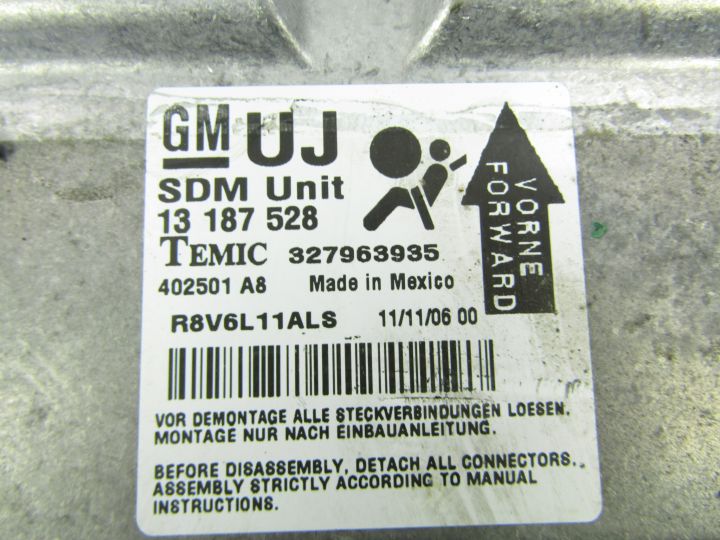 GM UJ
SDM Unit
13 187 528
TEMIC 327963935
402501 A8 Made in Mexico
R8V6L11ALS 11/11/06 00
VORNE
FORWARD
VOR DEMONTAGE ALLE STECKVERBINDUNGEN LOESEN.
MONTAGE NUR NACH EINBAUANLEITUNG.
BEFORE DISASSEMBLY, DETACH ALL CONNECTORS.
ASSEMBLY STRICTLY ACCORDING TO MANUAL
INSTRUCTIONS.